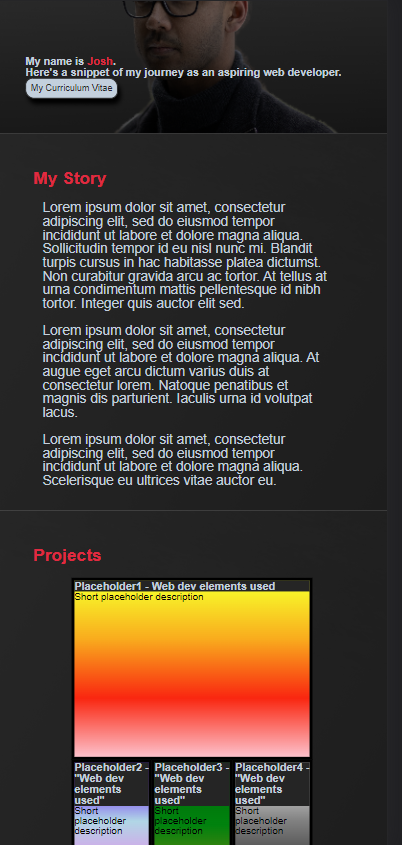 My name is Josh.
Here's a snippet of my journey as an aspiring web developer.
My Curriculum Vitae
My Story
Lorem ipsum dolor sit amet, consectetur
adipiscing elit, sed do eiusmod tempor
incididunt ut labore et dolore magna aliqua.
Sollicitudin tempor id eu nisl nunc mi. Blandit
turpis cursus in hac habitasse platea dictumst.
Non curabitur gravida arcu ac tortor. At tellus at
urna condimentum mattis pellentesque id nibh
tortor. Integer quis auctor elit sed.
Lorem ipsum dolor sit amet, consectetur
adipiscing elit, sed do eiusmod tempor
incididunt ut labore et dolore magna aliqua. At
augue eget arcu dictum varius duis at
consectetur lorem. Natoque penatibus et
magnis dis parturient. Iaculis urna id volutpat
lacus.
Lorem ipsum dolor sit amet, consectetur
adipiscing elit, sed do eiusmod tempor
incididunt ut labore et dolore magna aliqua.
Scelerisque eu ultrices vitae auctor eu.
Projects
Placeholder1 - Web dev elements used
Short placeholder description
Placeholder2 -
"Web dev
elements
used"
Short
placeholder
description
Placeholder3 -
"Web dev
elements
used"
Short
placeholder
description
Placeholder4 -
"Web dev
elements
used"
Short
placeholder
description